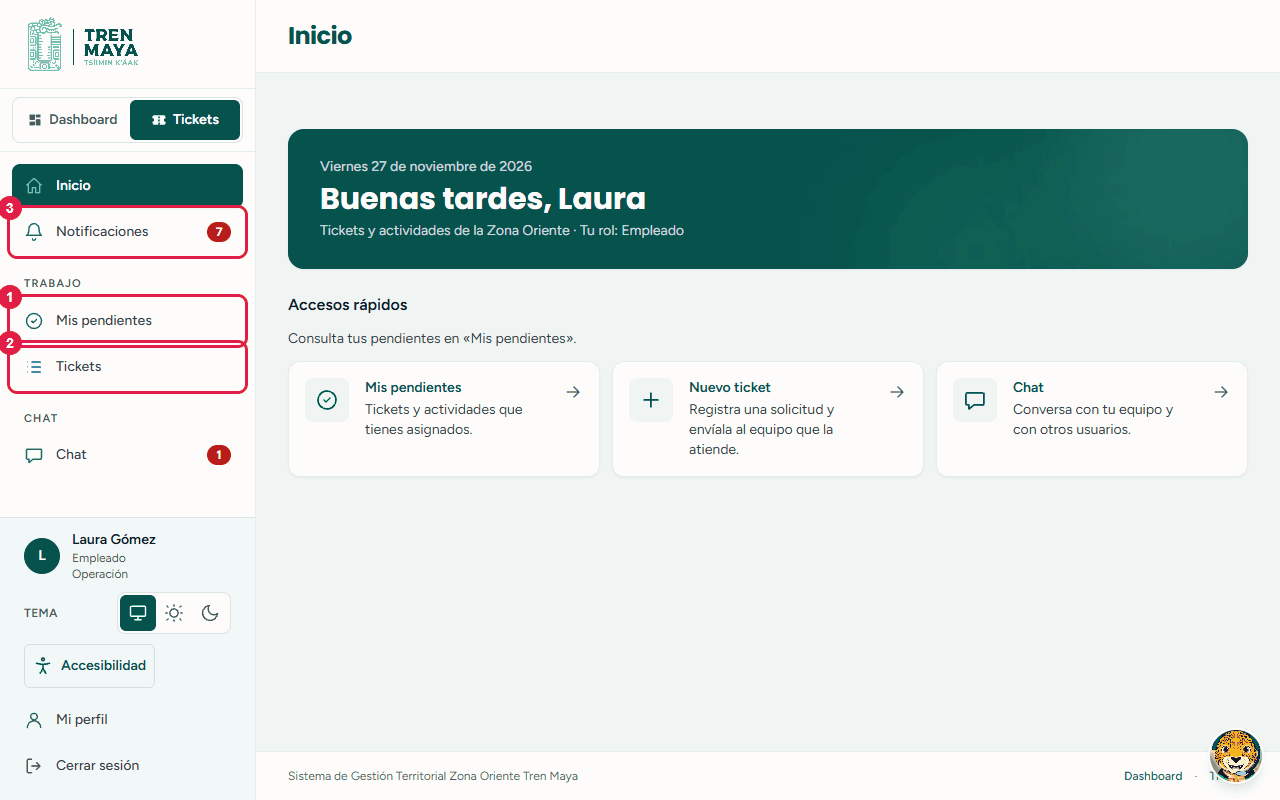 TREN
MAYA
TSÍIMIN K'ÁAK
Dashboard
Tickets
Inicio
3
Notificaciones
7
TRABAJO
1
Mis pendientes
2
Tickets
CHAT
Chat
1
Laura Gómez
L
Empleado
Operación
TEMA
Accesibilidad
Mi perfil
Cerrar sesión
Inicio
Viernes 27 de noviembre de 2026
Buenas tardes, Laura
Tickets y actividades de la Zona Oriente · Tu rol: Empleado
Accesos rápidos
Consulta tus pendientes en «Mis pendientes».
Mis pendientes
Tickets y actividades que
tienes asignados.
Nuevo ticket
Registra una solicitud y
envíala al equipo que la
atiende.
Chat
Conversa con tu equipo y
con otros usuarios.
Sistema de Gestión Territorial Zona Oriente Tren Maya
Dashboard ·